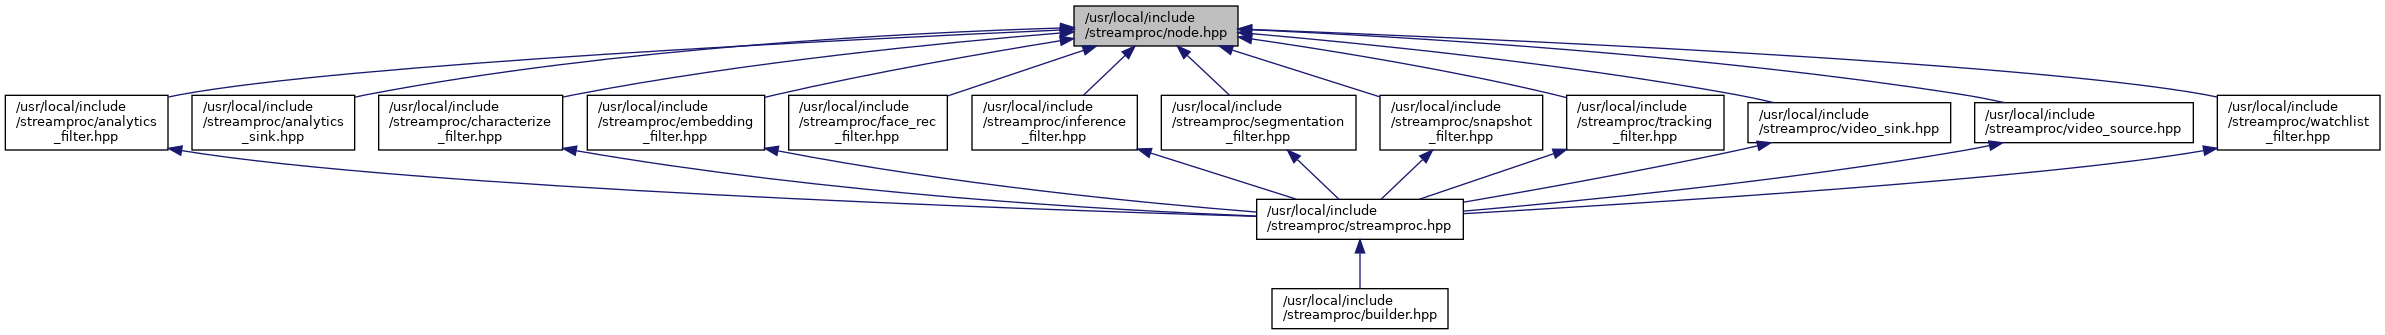 /usr/local/include
/streamproc/node.hpp
/usr/local/include
/streamproc/analytics
_filter.hpp
/usr/local/include
/streamproc/analytics
_sink.hpp
/usr/local/include
/streamproc/characterize
_filter.hpp
/usr/local/include
/streamproc/embedding
_filter.hpp
/usr/local/include
/streamproc/face_rec
_filter.hpp
/usr/local/include
/streamproc/inference
_filter.hpp
/usr/local/include
/streamproc/segmentation
_filter.hpp
/usr/local/include
/streamproc/snapshot
_filter.hpp
/usr/local/include
/streamproc/tracking
_filter.hpp
/usr/local/include
/streamproc/video_sink.hpp
/usr/local/include
/streamproc/video_source.hpp
/usr/local/include
/streamproc/watchlist
_filter.hpp
/usr/local/include
/streamproc/streamproc.hpp
/usr/local/include
/streamproc/builder.hpp